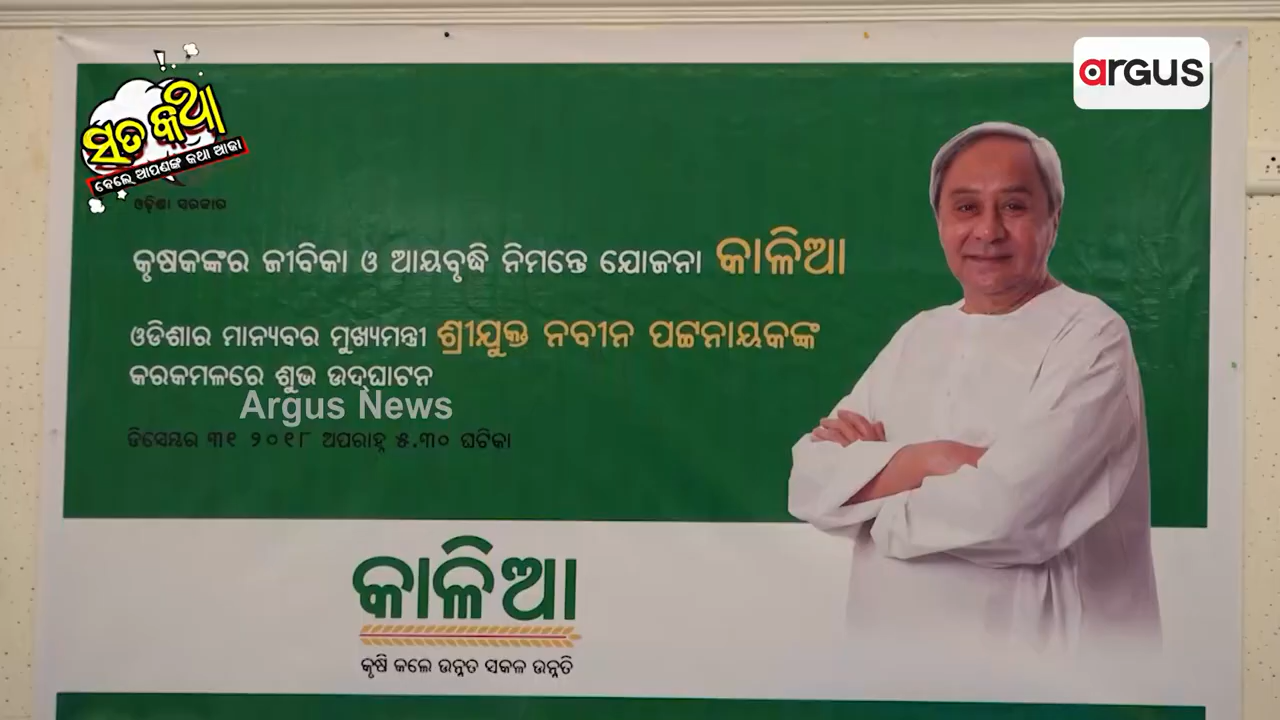 ସତ କଥା
ବେଲେ ଆପଣଙ୍କ କଥା ଆଜ୍ଞା
argus
ଓଡ଼ିଶା ସରକାର
କୃଷକଙ୍କର ଜୀବିକା ଓ ଆୟବୃଦ୍ଧି ନିମନ୍ତେ ଯୋଜନା କାଳିଆ
ଓଡିଶାର ମାନ୍ୟବର ମୁଖ୍ୟମନ୍ତ୍ରୀ ଶ୍ରୀଯୁକ୍ତ ନବୀନ ପଟ୍ଟନାୟକଙ୍କ
କରକମଳରେ ଶୁଭ ଉଦ୍‌ଘାଟନ
Argus News
ଡିସେମ୍ବର ୩୧ ୨୦୧୮ ଅପରାହ୍ନ ୫.୩୦ ଘଟିକା
କାଳିଆ
କୃଷି କଲେ ଉନ୍ନତ ସକଳ ଉନ୍ନତି